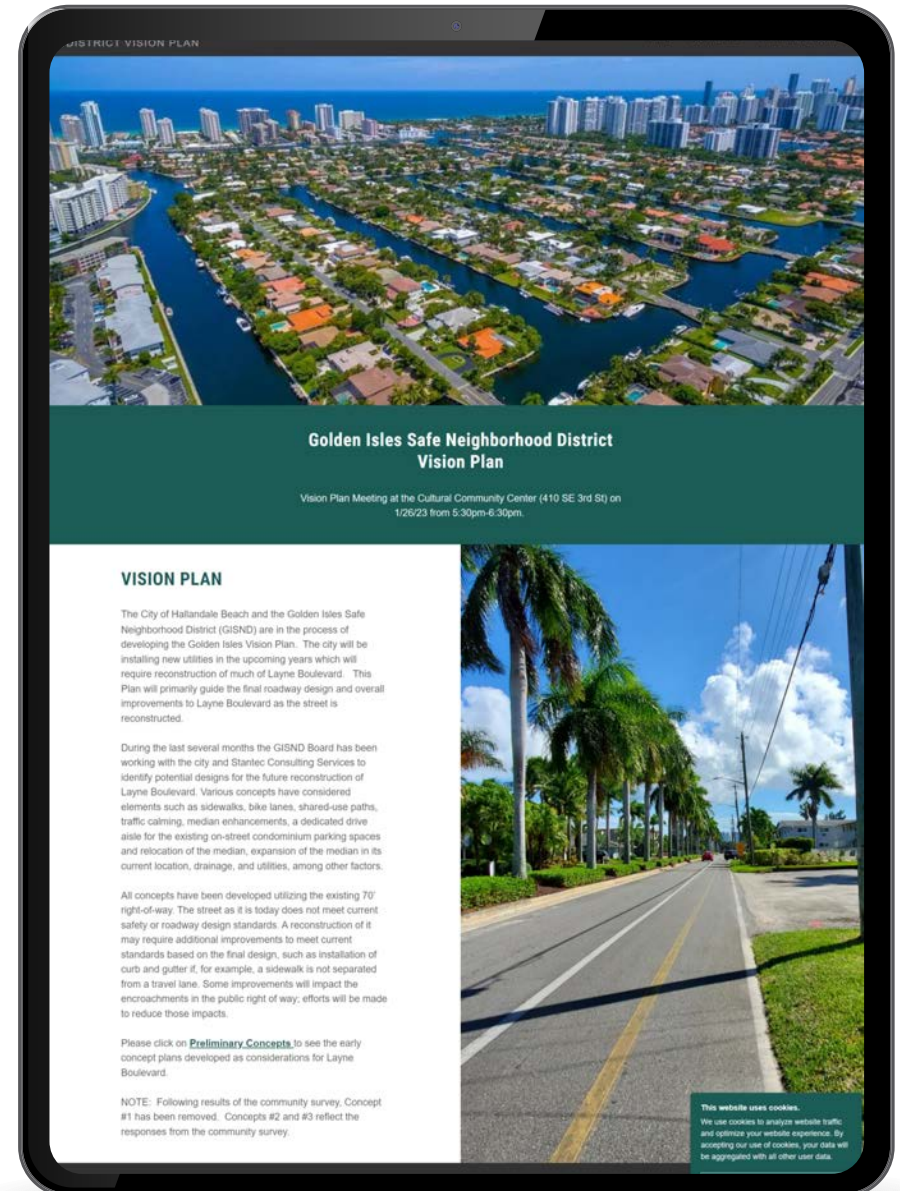 DISTRICT VISION PLAN
Golden Isles Safe Neighborhood District
Vision Plan
Vision Plan Meeting at the Cultural Community Center (410 SE 3rd St) on
1/26/23 from 5:30pm-6:30pm.
VISION PLAN
The City of Hallandale Beach and the Golden Isles Safe
Neighborhood District (GISND) are in the process of
developing the Golden Isles Vision Plan. The city will be
installing new utilities in the upcoming years which will
require reconstruction of much of Layne Boulevard. This
Plan will primarily guide the final roadway design and overall
improvements to Layne Boulevard as the street is
reconstructed.
During the last several months the GISND Board has been
working with the city and Stantec Consulting Services to
identify potential designs for the future reconstruction of
Layne Boulevard. Various concepts have considered
elements such as sidewalks, bike lanes, shared-use paths,
traffic calming, median enhancements, a dedicated drive
aisle for the existing on-street condominium parking spaces
and relocation of the median, expansion of the median in its
current location, drainage, and utilities, among other factors.
All concepts have been developed utilizing the existing 70'
right-of-way. The street as it is today does not meet current
safety or roadway design standards. A reconstruction of it
may require additional improvements to meet current
standards based on the final design, such as installation of
curb and gutter if, for example, a sidewalk is not separated
from a travel lane. Some improvements will impact the
encroachments in the public right of way; efforts will be made
to reduce those impacts.
Please click on Preliminary Concepts to see the early
concept plans developed as considerations for Layne
Boulevard.
NOTE: Following results of the community survey, Concept
#1 has been removed. Concepts #2 and #3 reflect the
responses from the community survey.
This website uses cookies.
We use cookies to analyze website traffic
and optimize your website experience. By
accepting our use of cookies, your data will
be aggregated with all other user data.